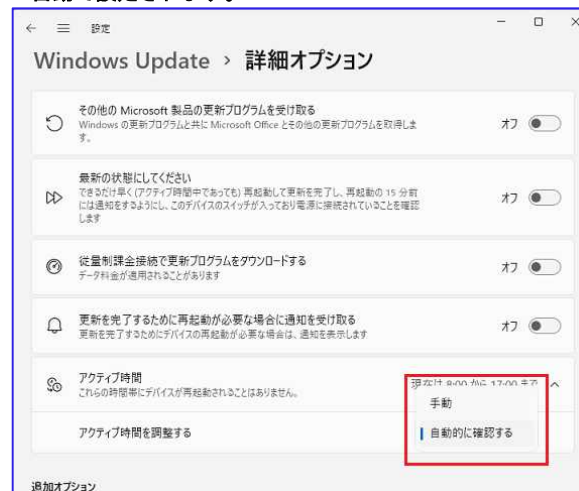 設定
Windows Update › 詳細オプション
その他の Microsoft 製品の更新プログラムを受け取る
Windows の更新プログラムと共に Microsoft Office とその他の更新プログラムを取得しま
す。
オフ
最新の状態にしてください
できるだけ早く (アクティブ時間中であっても) 再起動して更新を完了し、再起動の 15 分前
には通知をするようにし、このデバイスのスイッチが入っており電源に接続されていることを確認
します
オフ
従量制課金接続で更新プログラムをダウンロードする
データ料金が適用されることがあります
オフ
更新を完了するために再起動が必要な場合に通知を受け取る
更新を完了するためにデバイスの再起動が必要な場合は、通知を表示します
オフ
アクティブ時間
これらの時間帯にデバイスが再起動されることはありません。
現在は 8:00 から 17:00 まで
手動
アクティブ時間を調整する
自動的に確認する
追加オプション